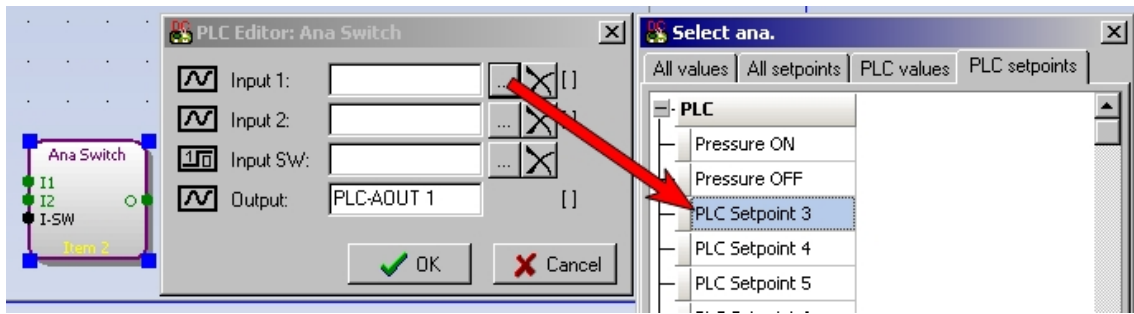 Ana Switch
I1
I2
I-SW
Item 2
PLC Editor: Ana Switch
Input 1:
...
[ ]
Input 2:
...
[ ]
Input SW:
...
Output:
PLC-AOUT 1
[ ]
OK
Cancel
Select ana.
All values
All setpoints
PLC values
PLC setpoints
PLC
Pressure ON
Pressure OFF
PLC Setpoint 3
PLC Setpoint 4
PLC Setpoint 5